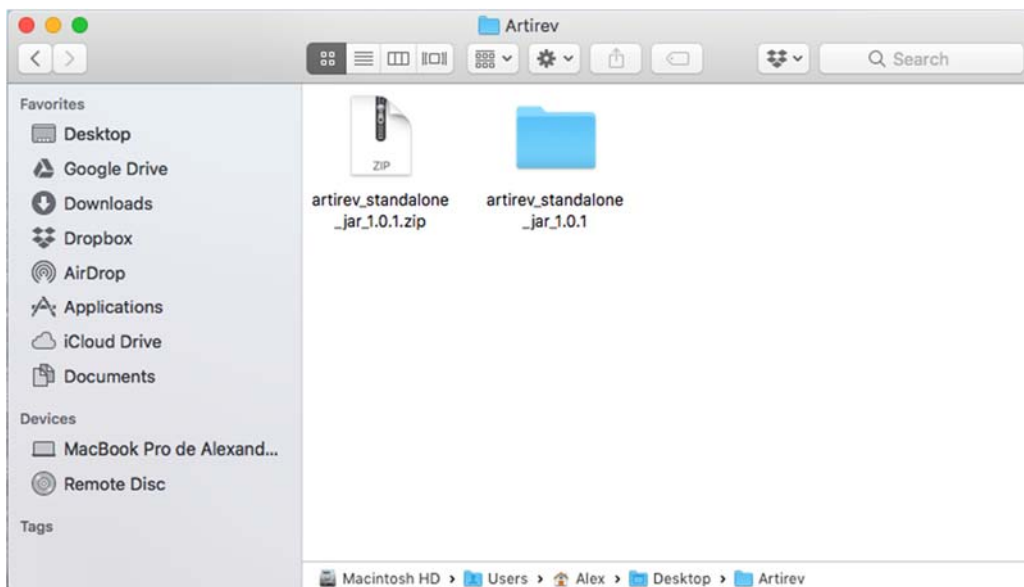 Artirev
Search
Favorites
Desktop
Google Drive
Downloads
Dropbox
AirDrop
Applications
iCloud Drive
Documents
Devices
MacBook Pro de Alexand...
Remote Disc
Tags
ZIP
artirev_standalone
_jar_1.0.1.zip
artirev_standalone
_jar_1.0.1
Macintosh HD › Users › Alex › Desktop › Artirev